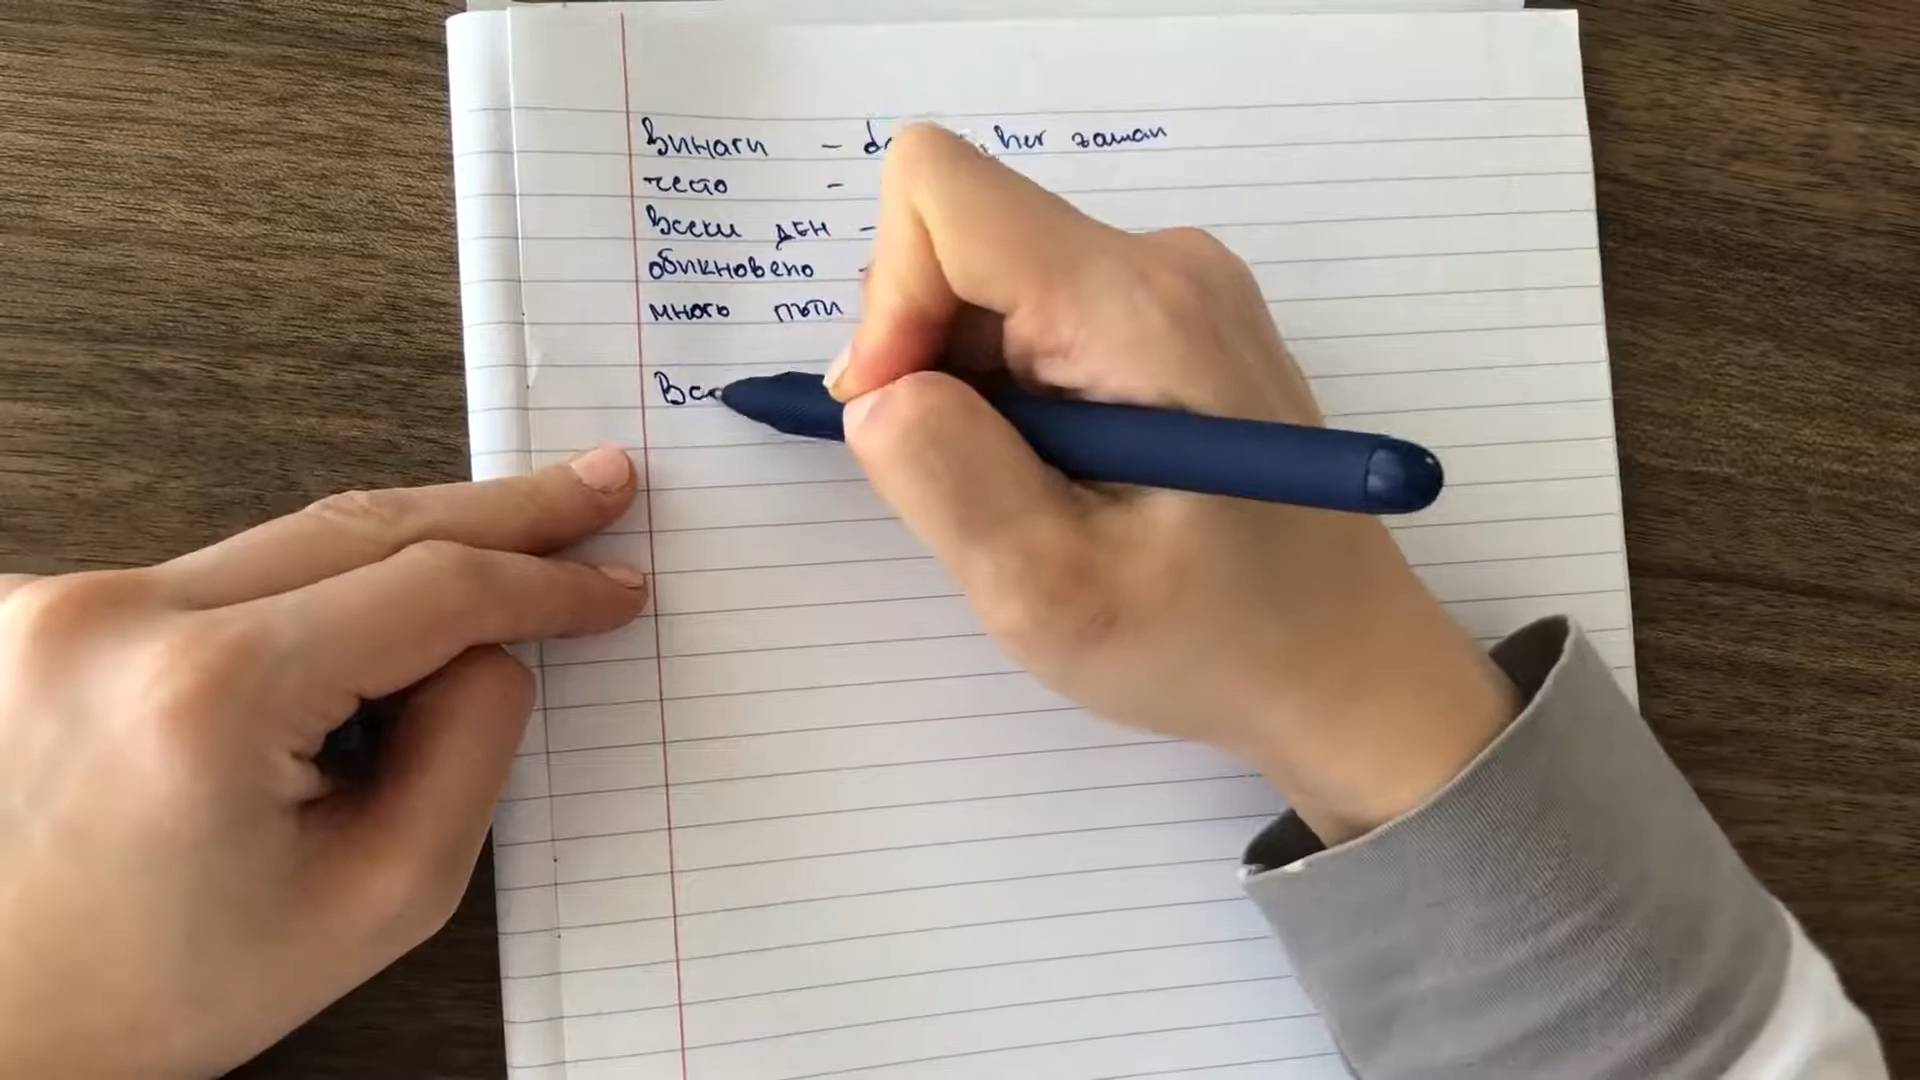 Винаги - her zaman
често -
Всеки ден -
обикновено -
много пъти